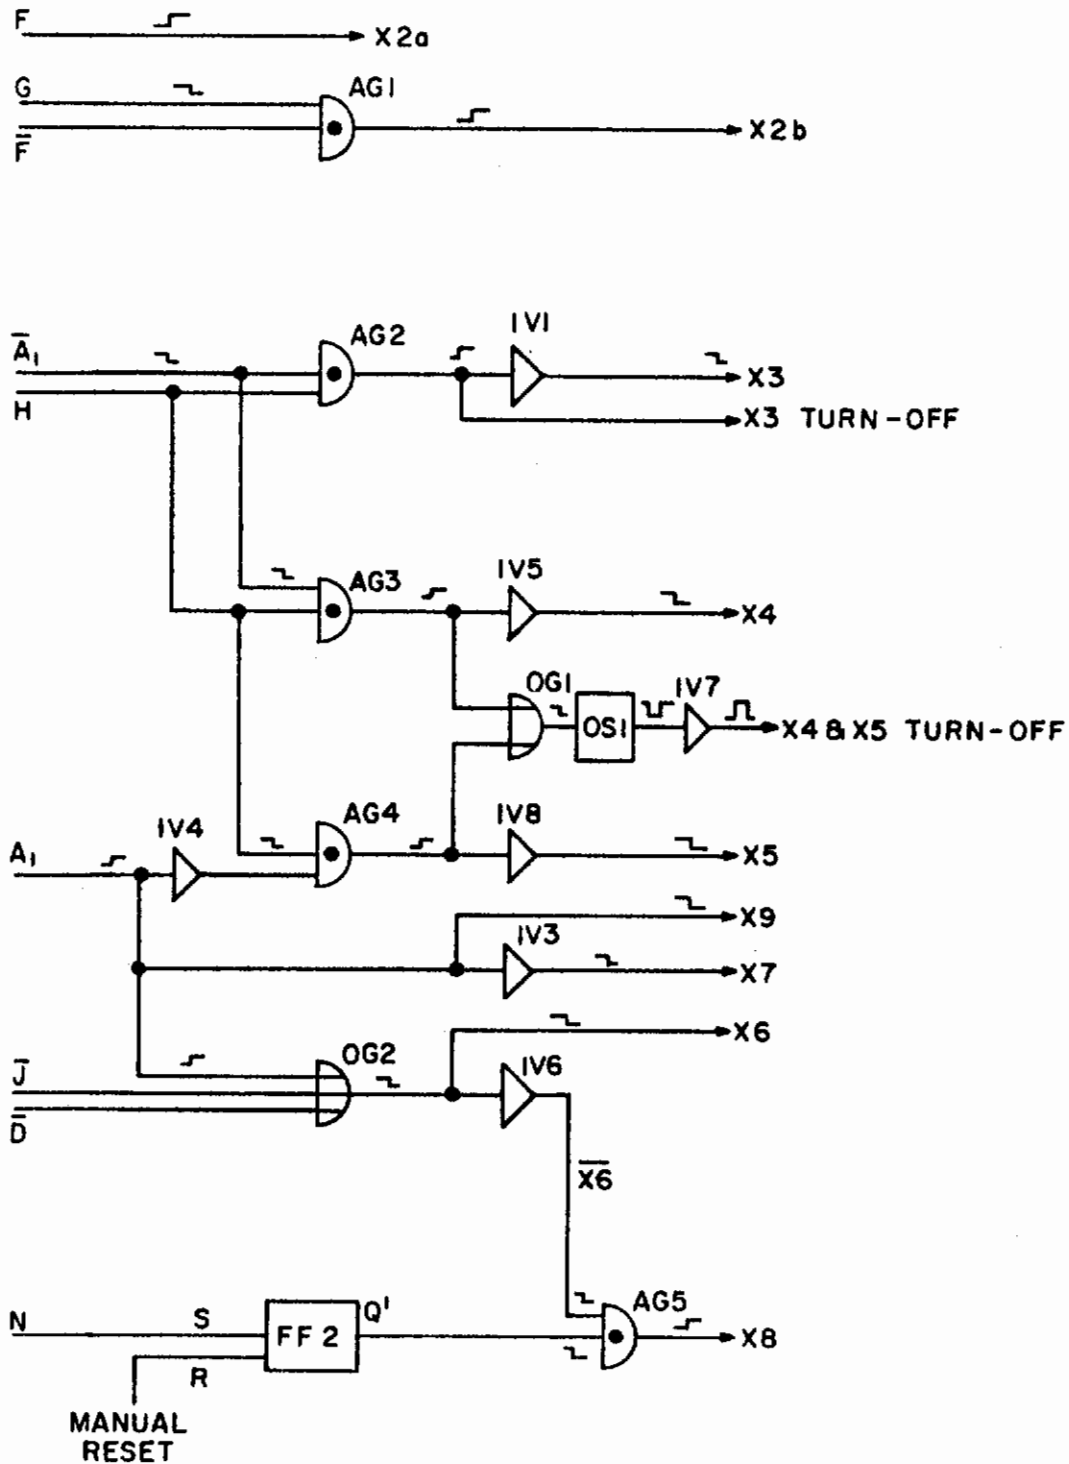 F
X2a
G
AG1
F̅
X2b
A̅₁
AG2
IV1
X3
H
X3 TURN-OFF
AG3
IV5
X4
OG1
IV7
OS1
X4 & X5 TURN-OFF
IV4
AG4
IV8
A₁
X5
X9
IV3
X7
X6
OG2
IV6
J̅
D̅
X̅6̅
AG5
N
S
FF 2
Q'
X8
R
MANUAL
RESET